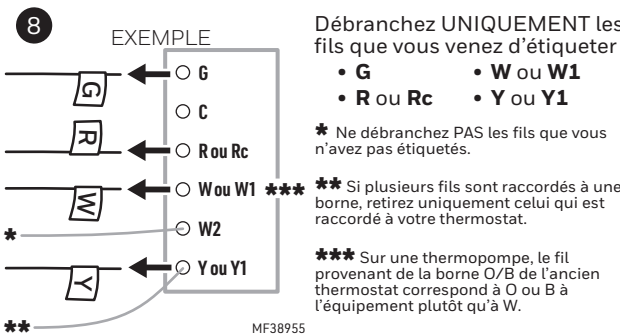 8
EXEMPLE
G
C
R ou Rc
W ou W1 ***
W2
Y ou Y1
G
R
W
Y
*
**
MF38955
Débranchez UNIQUEMENT les
fils que vous venez d'étiqueter
• G • W ou W1
• R ou Rc • Y ou Y1
* Ne débranchez PAS les fils que vous
n'avez pas étiquetés.
** Si plusieurs fils sont raccordés à une
borne, retirez uniquement celui qui est
raccordé à votre thermostat.
*** Sur une thermopompe, le fil
provenant de la borne O/B de l'ancien
thermostat correspond à O ou B à
l'équipement plutôt qu'à W.